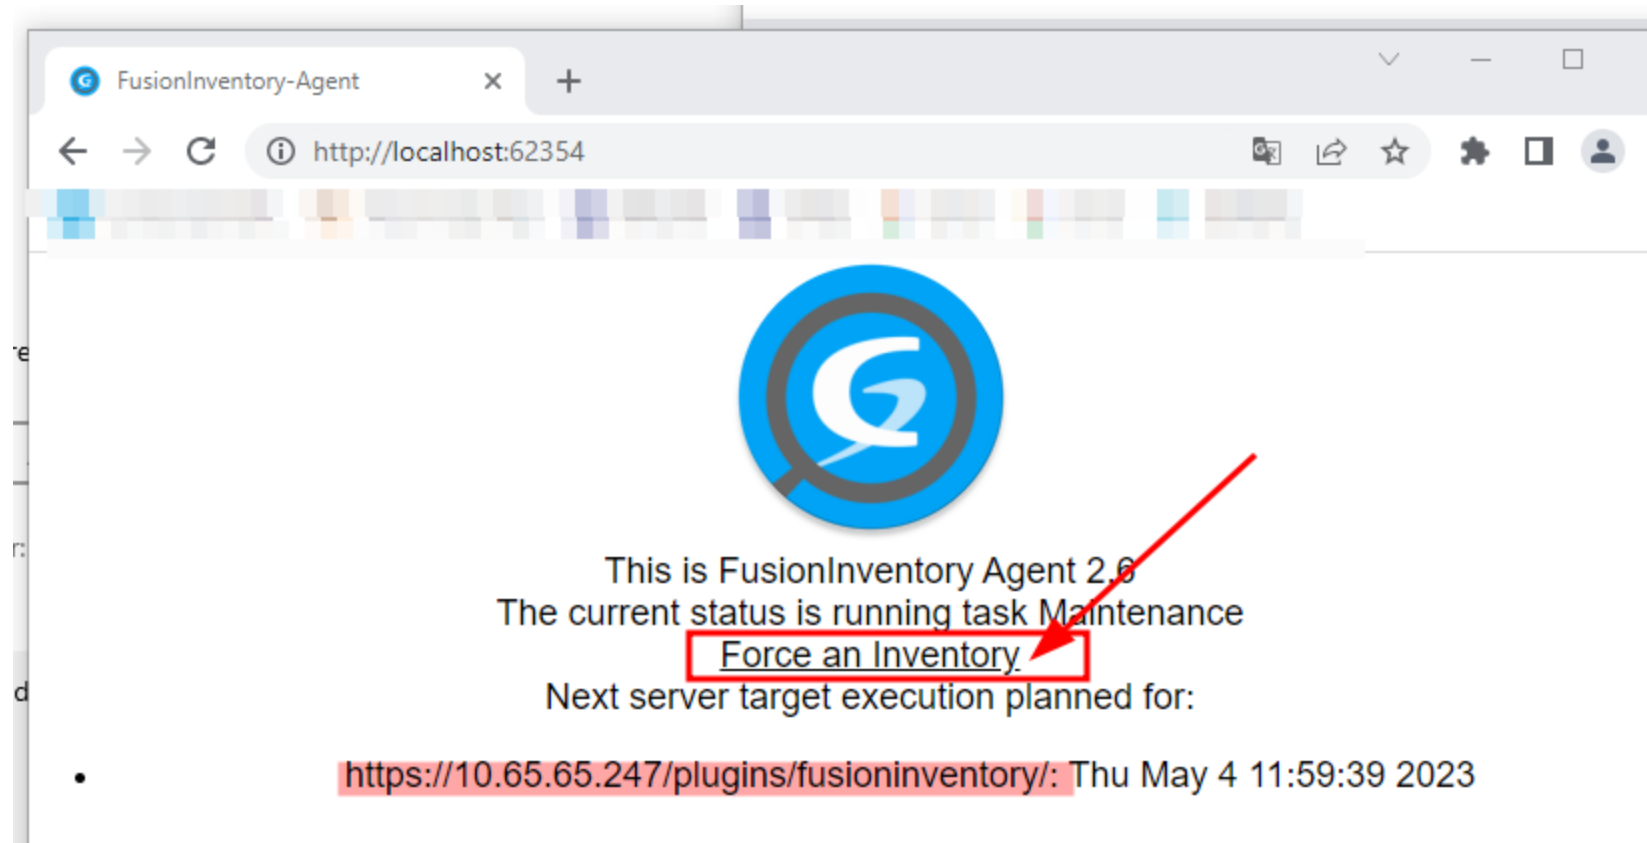 FusionInventory-Agent
http://localhost:62354
re
r:
d
This is FusionInventory Agent 2.6
The current status is running task Maintenance
Force an Inventory
Next server target execution planned for:
• https://10.65.65.247/plugins/fusioninventory/: Thu May 4 11:59:39 2023